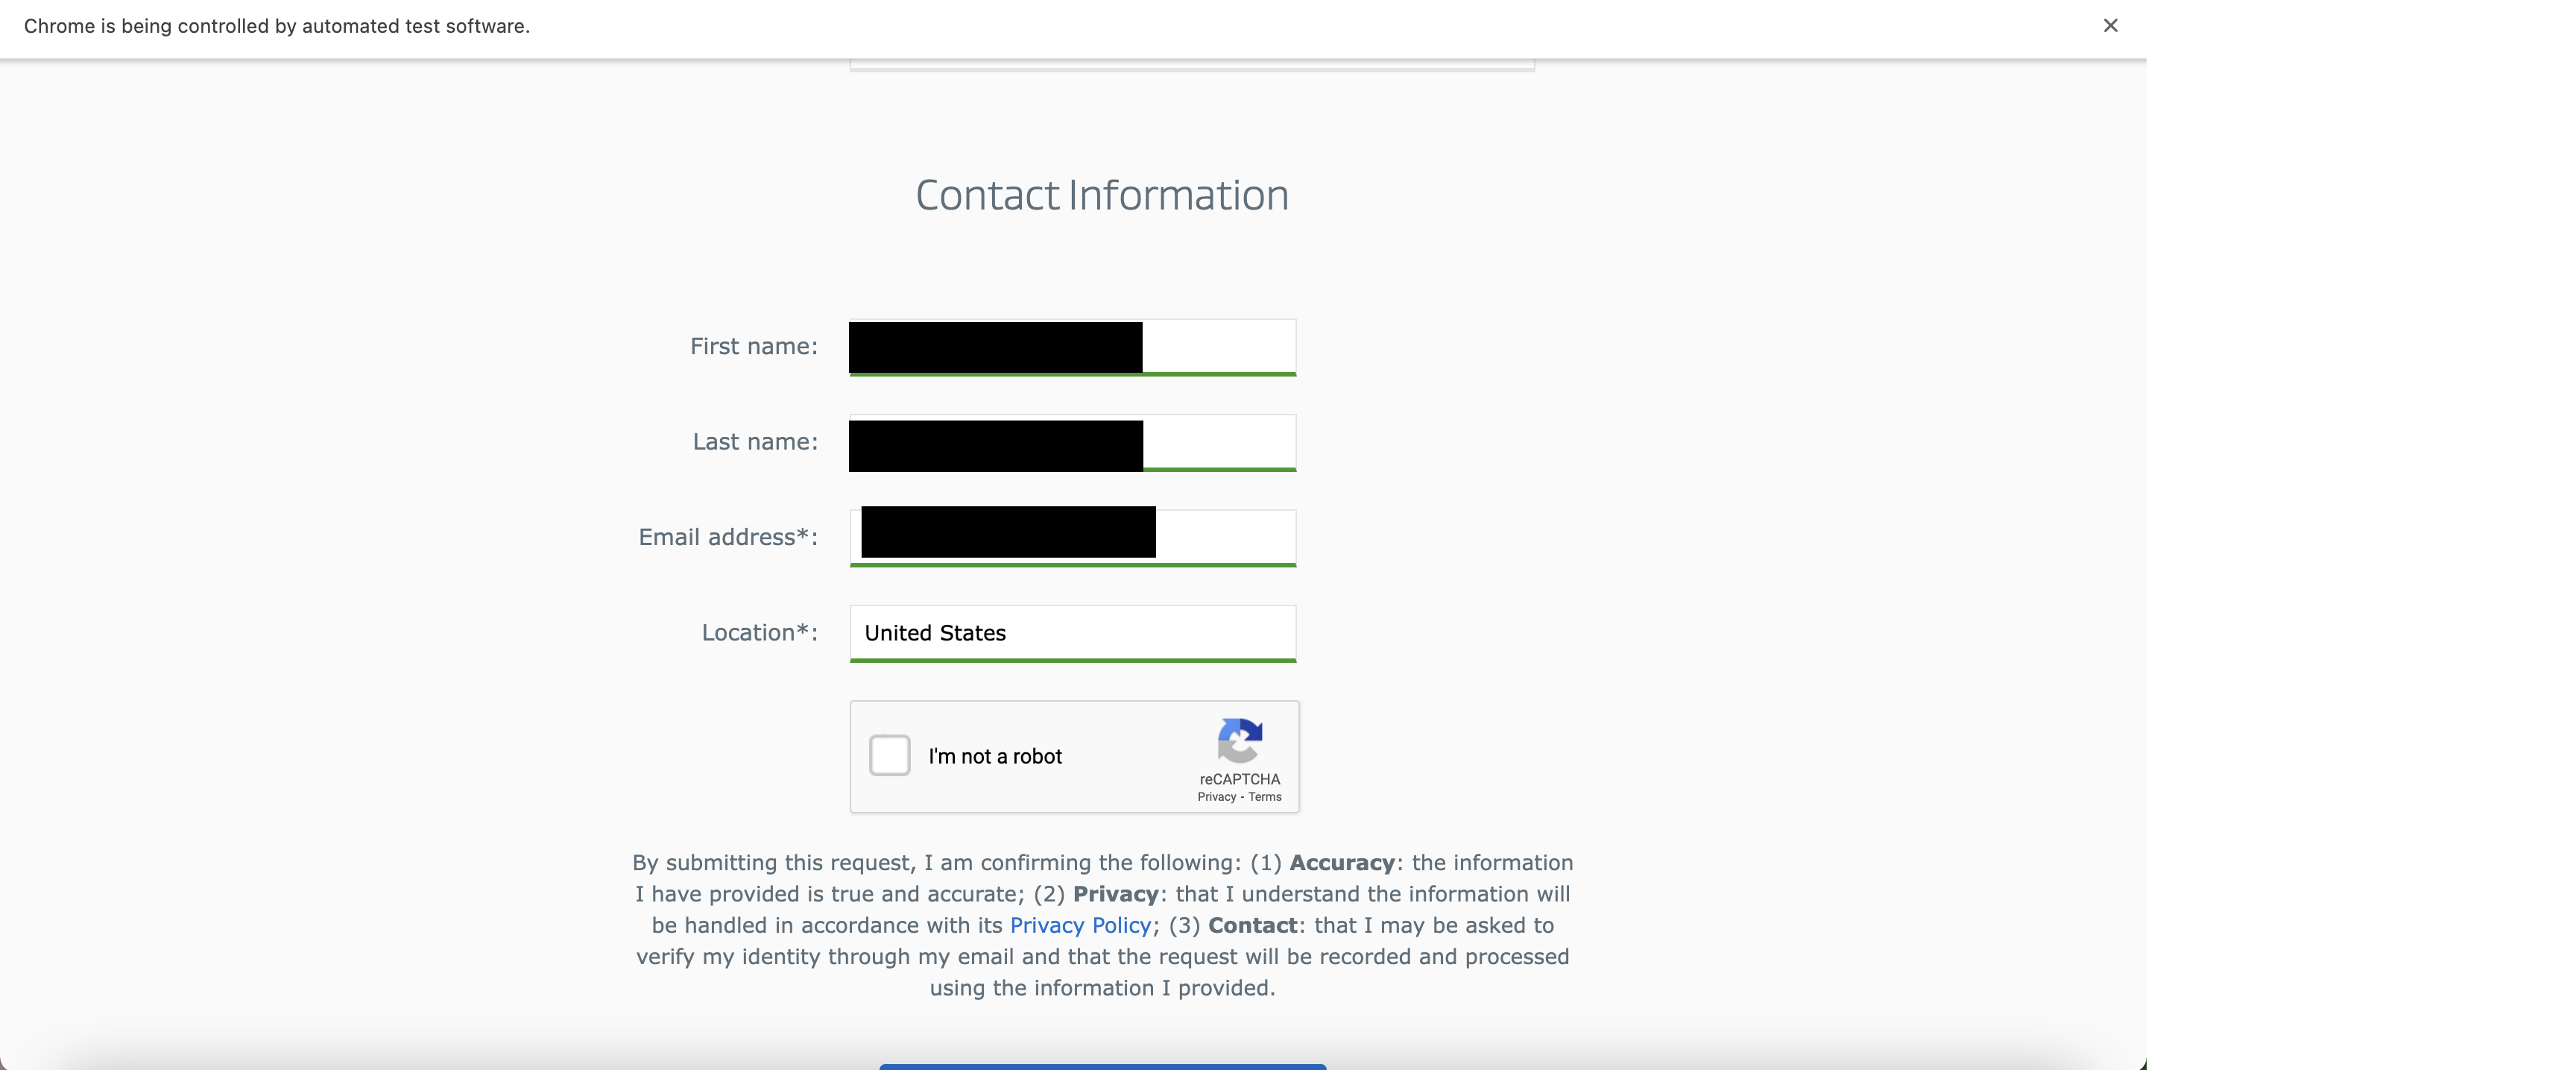 Chrome is being controlled by automated test software.
Contact Information
First name:
Last name:
Email address*:
Location*:
United States
I'm not a robot
reCAPTCHA
Privacy - Terms
By submitting this request, I am confirming the following: (1) Accuracy: the information
I have provided is true and accurate; (2) Privacy: that I understand the information will
be handled in accordance with its Privacy Policy; (3) Contact: that I may be asked to
verify my identity through my email and that the request will be recorded and processed
using the information I provided.